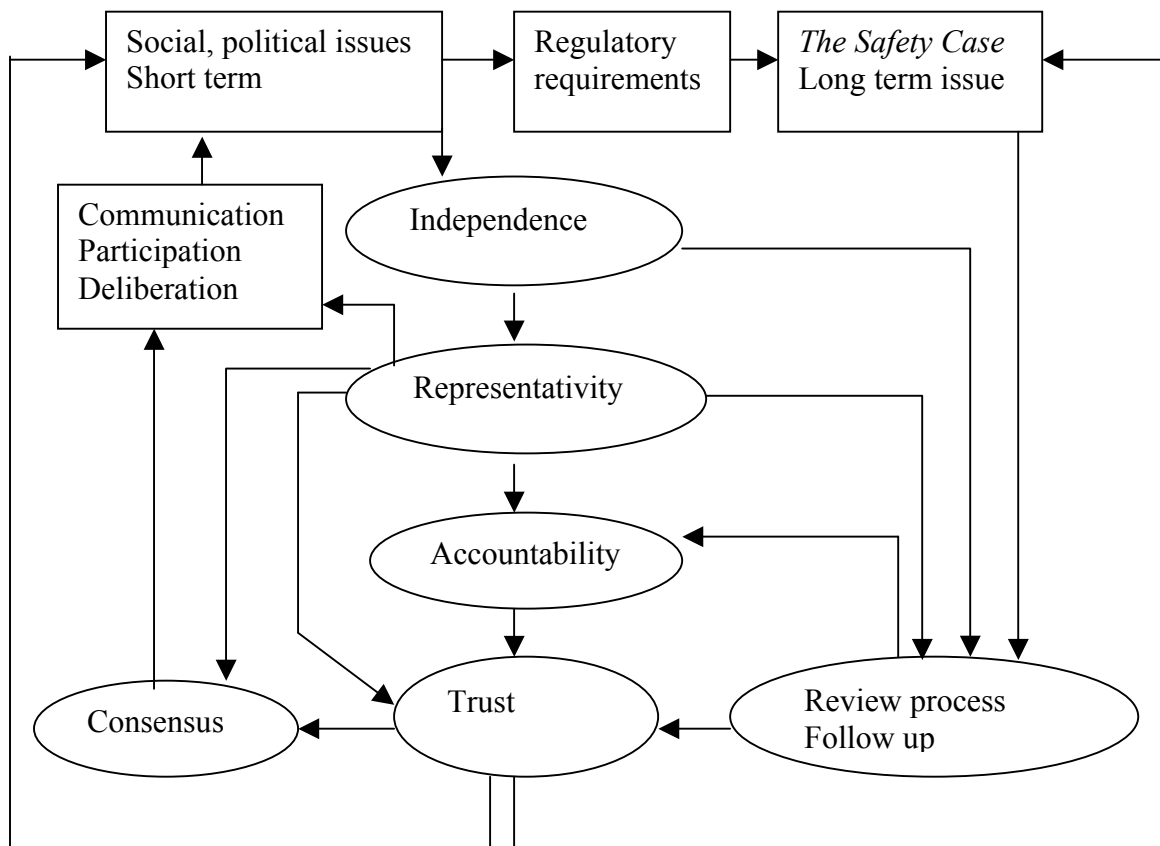 Social, political issues
Short term
Regulatory
requirements
The Safety Case
Long term issue
Communication
Participation
Deliberation
Independence
Representativity
Accountability
Consensus
Trust
Review process
Follow up